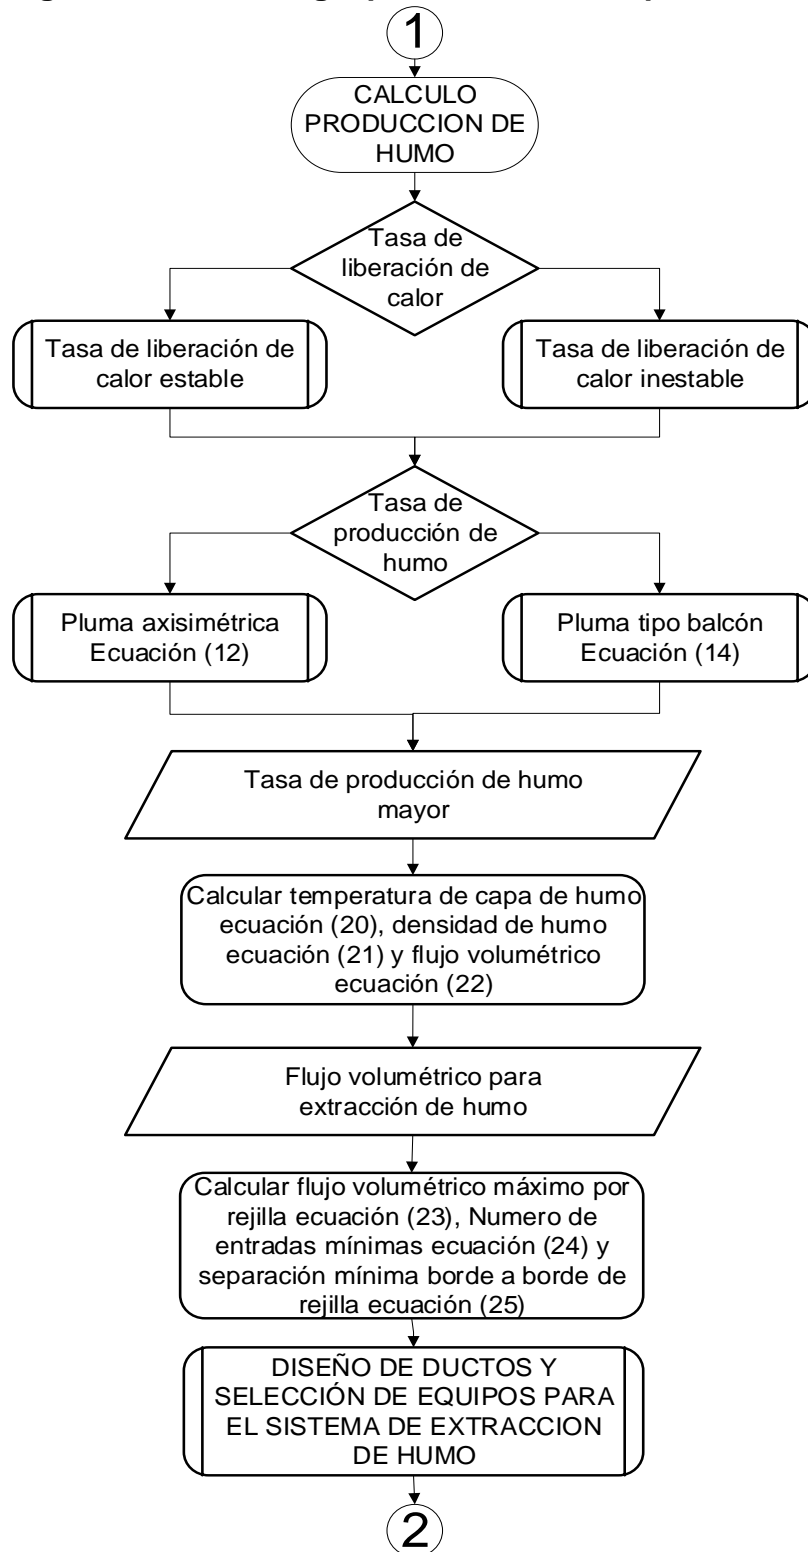 1
CALCULO
PRODUCCION DE
HUMO
Tasa de
liberación de
calor
Tasa de liberación de
calor estable
Tasa de liberación de
calor inestable
Tasa de
producción de
humo
Pluma axisimétrica
Ecuación (12)
Pluma tipo balcón
Ecuación (14)
Tasa de producción de humo
mayor
Calcular temperatura de capa de humo
ecuación (20), densidad de humo
ecuación (21) y flujo volumétrico
ecuación (22)
Flujo volumétrico para
extracción de humo
Calcular flujo volumétrico máximo por
rejilla ecuación (23), Numero de
entradas mínimas ecuación (24) y
separación mínima borde a borde de
rejilla ecuación (25)
DISEÑO DE DUCTOS Y
SELECCIÓN DE EQUIPOS PARA
EL SISTEMA DE EXTRACCION
DE HUMO
2